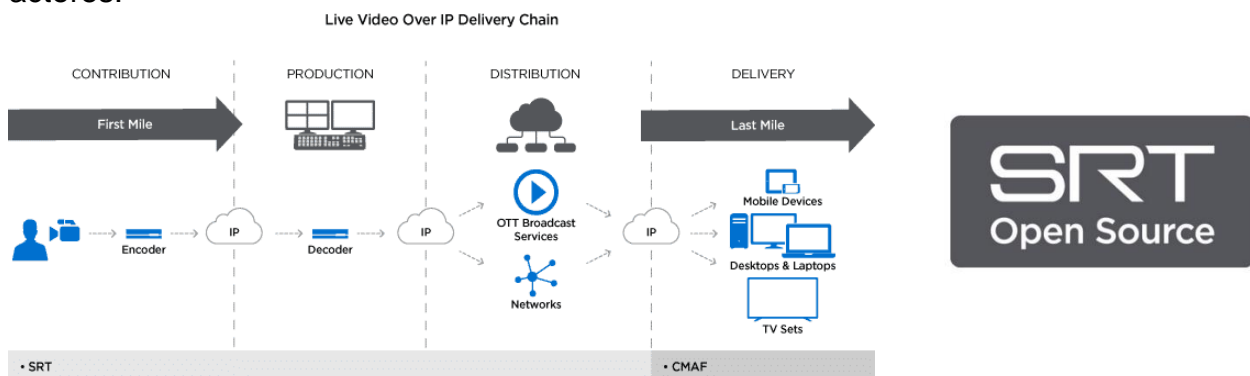 actores.
Live Video Over IP Delivery Chain
CONTRIBUTION PRODUCTION DISTRIBUTION DELIVERY
First Mile Last Mile
Mobile Devices
OTT Broadcast
Services
IP IP IP
Encoder Decoder
Desktops & Laptops
Networks
TV Sets
• SRT • CMAF
SRT
Open Source